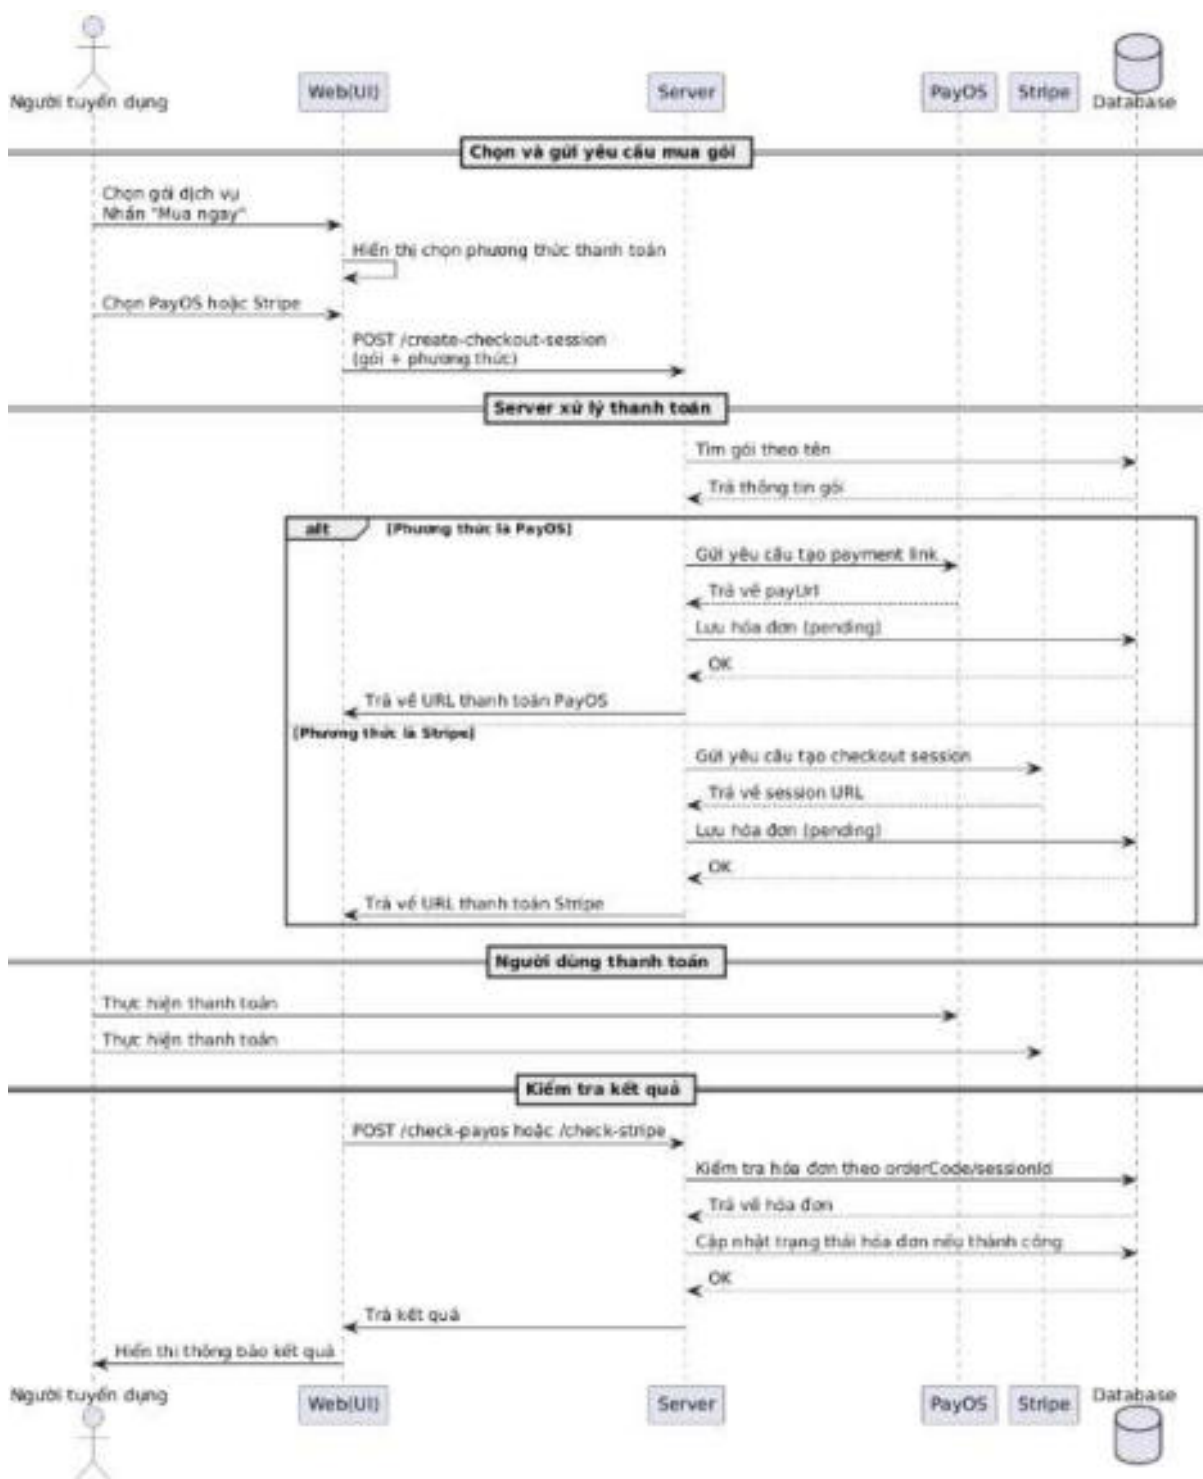 Người tuyển dụng
Web(UI)
Server
PayOS
Stripe
Database
Chọn và gửi yêu cầu mua gói
Chọn gói dịch vụ
Nhấn "Mua ngay"
Hiển thị chọn phương thức thanh toán
Chọn PayOS hoặc Stripe
POST /create-checkout-session
(gói + phương thức)
Server xử lý thanh toán
Tìm gói theo tên
Trả thông tin gói
alt [Phương thức là PayOS]
Gửi yêu cầu tạo payment link
Trả về payUrl
Lưu hóa đơn (pending)
OK
Trả về URL thanh toán PayOS
[Phương thức là Stripe]
Gửi yêu cầu tạo checkout session
Trả về session URL
Lưu hóa đơn (pending)
OK
Trả về URL thanh toán Stripe
Người dùng thanh toán
Thực hiện thanh toán
Thực hiện thanh toán
Kiểm tra kết quả
POST /check-payos hoặc /check-stripe
Kiểm tra hóa đơn theo orderCode/sessionId
Trả về hóa đơn
Cập nhật trạng thái hóa đơn nếu thành công
OK
Trả kết quả
Hiển thị thông báo kết quả
Người tuyển dụng
Web(UI)
Server
PayOS
Stripe
Database